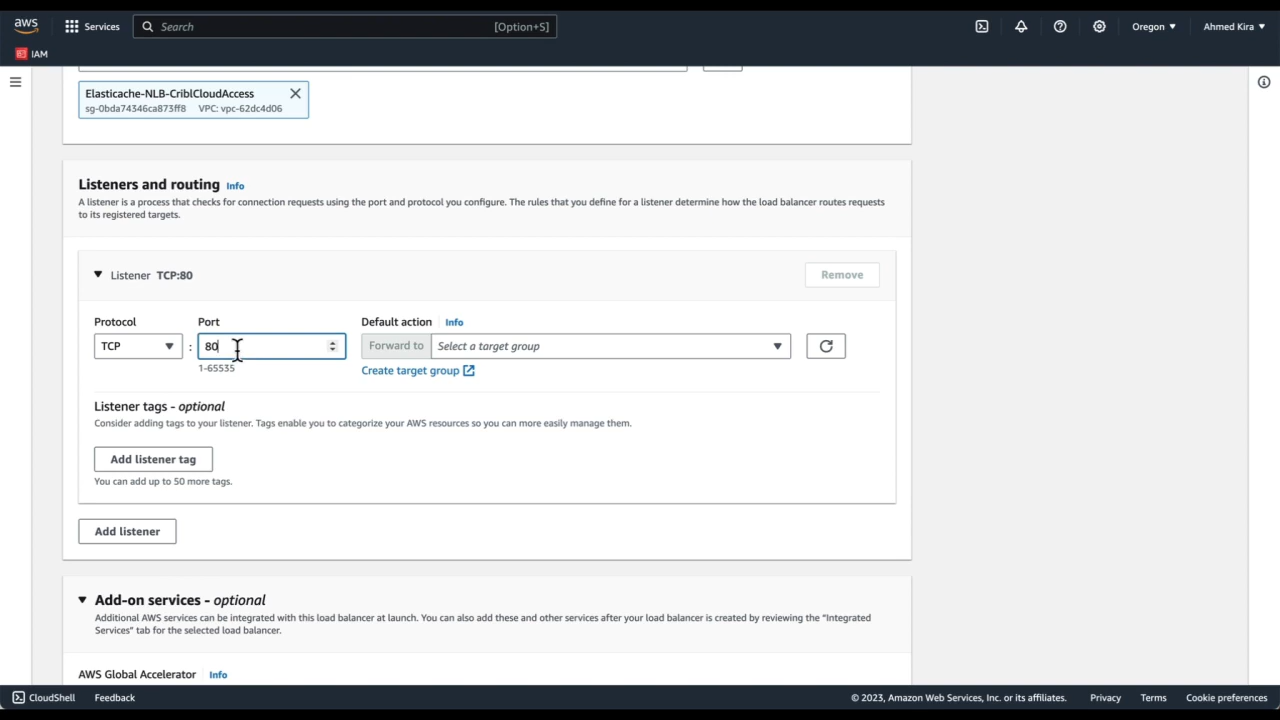 aws
Services
Search
[Option+S]
Oregon
Ahmed Kira
IAM
Elasticache-NLB-CriblCloudAccess
sg-0bda74346ca873ff8 VPC: vpc-62dc4d06
Listeners and routing Info
A listener is a process that checks for connection requests using the port and protocol you configure. The rules that you define for a listener determine how the load balancer routes requests
to its registered targets.
Listener TCP:80
Remove
Protocol Port Default action Info
TCP : 80 Forward to Select a target group
1-65535 Create target group
Listener tags - optional
Consider adding tags to your listener. Tags enable you to categorize your AWS resources so you can more easily manage them.
Add listener tag
You can add up to 50 more tags.
Add listener
Add-on services - optional
Additional AWS services can be integrated with this load balancer at launch. You can also add these and other services after your load balancer is created by reviewing the "Integrated
Services" tab for the selected load balancer.
AWS Global Accelerator Info
CloudShell Feedback © 2023, Amazon Web Services, Inc. or its affiliates. Privacy Terms Cookie preferences